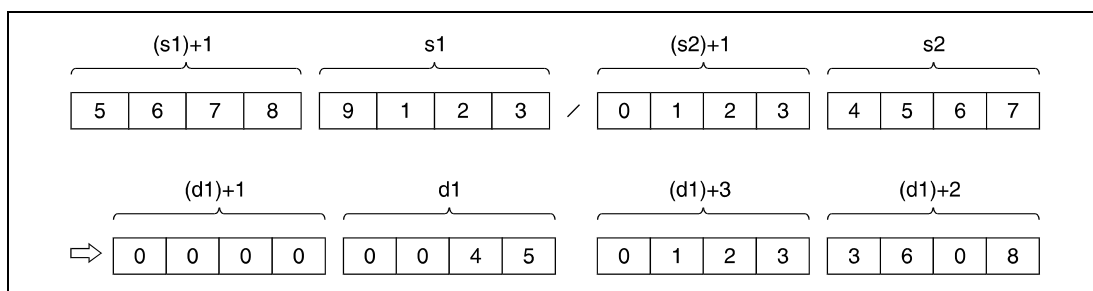 (s1)+1 s1 (s2)+1 s2
5 6 7 8 9 1 2 3 / 0 1 2 3 4 5 6 7
(d1)+1 d1 (d1)+3 (d1)+2
⇨ 0 0 0 0 0 0 4 5 0 1 2 3 3 6 0 8